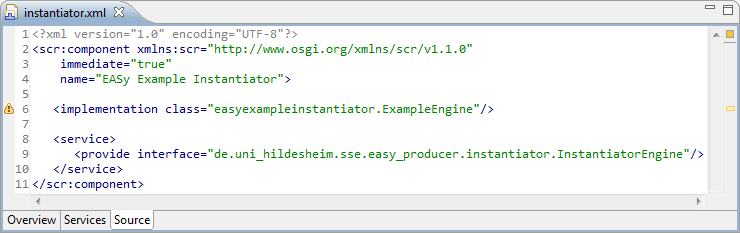 instantiator.xml
1 <?xml version="1.0" encoding="UTF-8"?>
2 <scr:component xmlns:scr="http://www.osgi.org/xmlns/scr/v1.1.0"
3 immediate="true"
4 name="EASy Example Instantiator">
5
6 <implementation class="easyexampleinstantiator.ExampleEngine"/>
7
8 <service>
9 <provide interface="de.uni_hildesheim.sse.easy_producer.instantiator.InstantiatorEngine"/>
10 </service>
11 </scr:component>
Overview Services Source